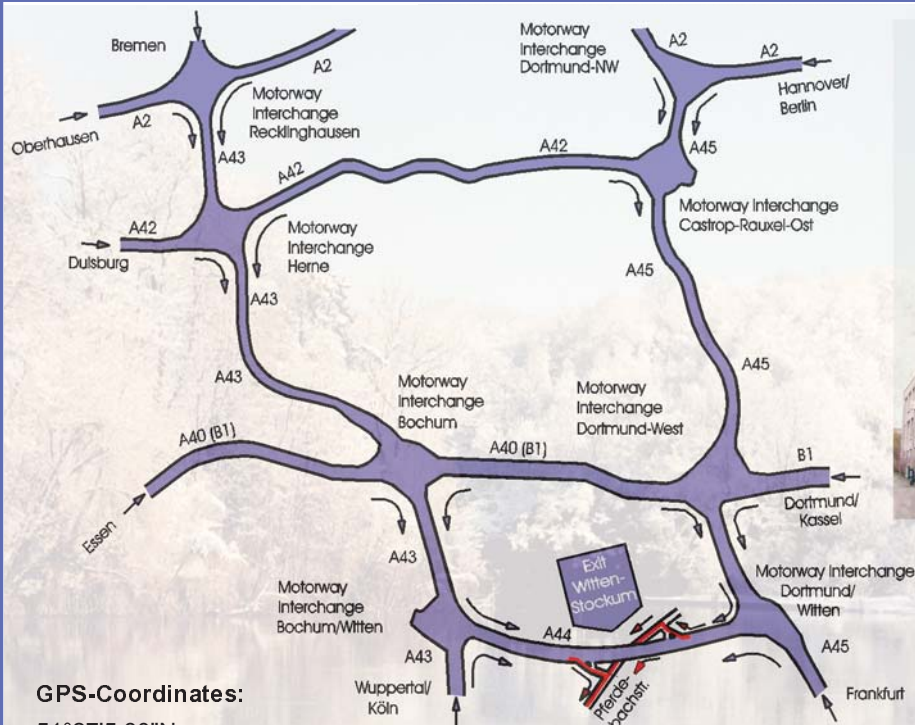 Bremen
A2
Motorway
Interchange
Dortmund-NW
A2
A2
Hannover/
Berlin
Oberhausen
A2
Motorway
Interchange
Recklinghausen
A43
A42
A42
A45
Motorway Interchange
Castrop-Rauxel-Ost
A42
Duisburg
Motorway
Interchange
Herne
A43
A45
A43
A45
Motorway
Interchange
Bochum
Motorway
Interchange
Dortmund-West
A40 (B1)
A40 (B1)
B1
Dortmund/
Kassel
Essen
A43
Exit
Witten-
Stockum
Motorway Interchange
Dortmund/
Witten
Motorway
Interchange
Bochum/Witten
A44
A43
A45
Wuppertal/
Köln
Pferde-
bachstr.
Frankfurt
GPS-Coordinates: